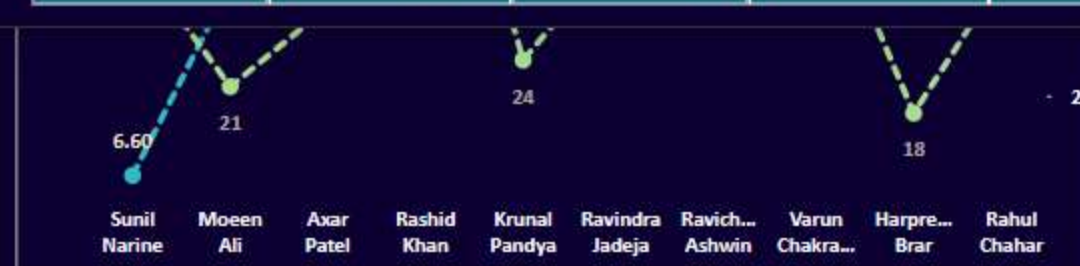 24
21
2
6.60
18
Sunil Moeen Axar Rashid Krunal Ravindra Ravich... Varun Harpre... Rahul
Narine Ali Patel Khan Pandya Jadeja Ashwin Chakra... Brar Chahar